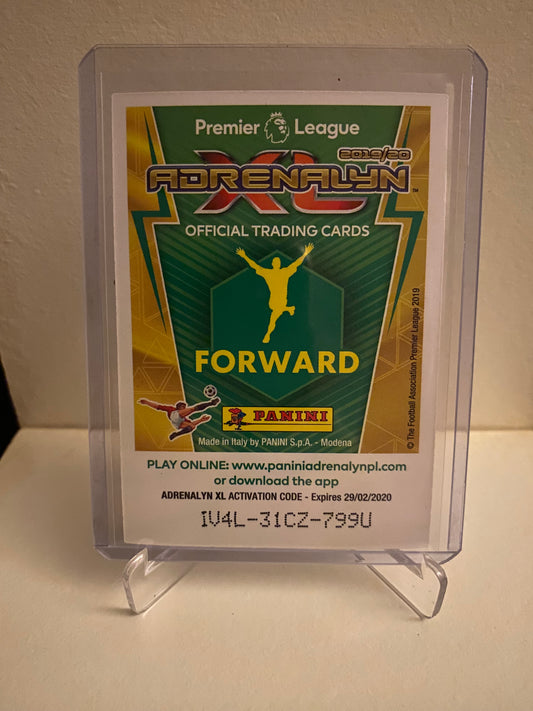 Premier League
2019/20
ADRENALYN XL™
OFFICIAL TRADING CARDS
FORWARD
PANINI
Made in Italy by PANINI S.p.A. - Modena
© The Football Association Premier League 2019
PLAY ONLINE: www.paniniadrenalynpl.com
or download the app
ADRENALYN XL ACTIVATION CODE - Expires 29/02/2020
IV4L-31CZ-799U